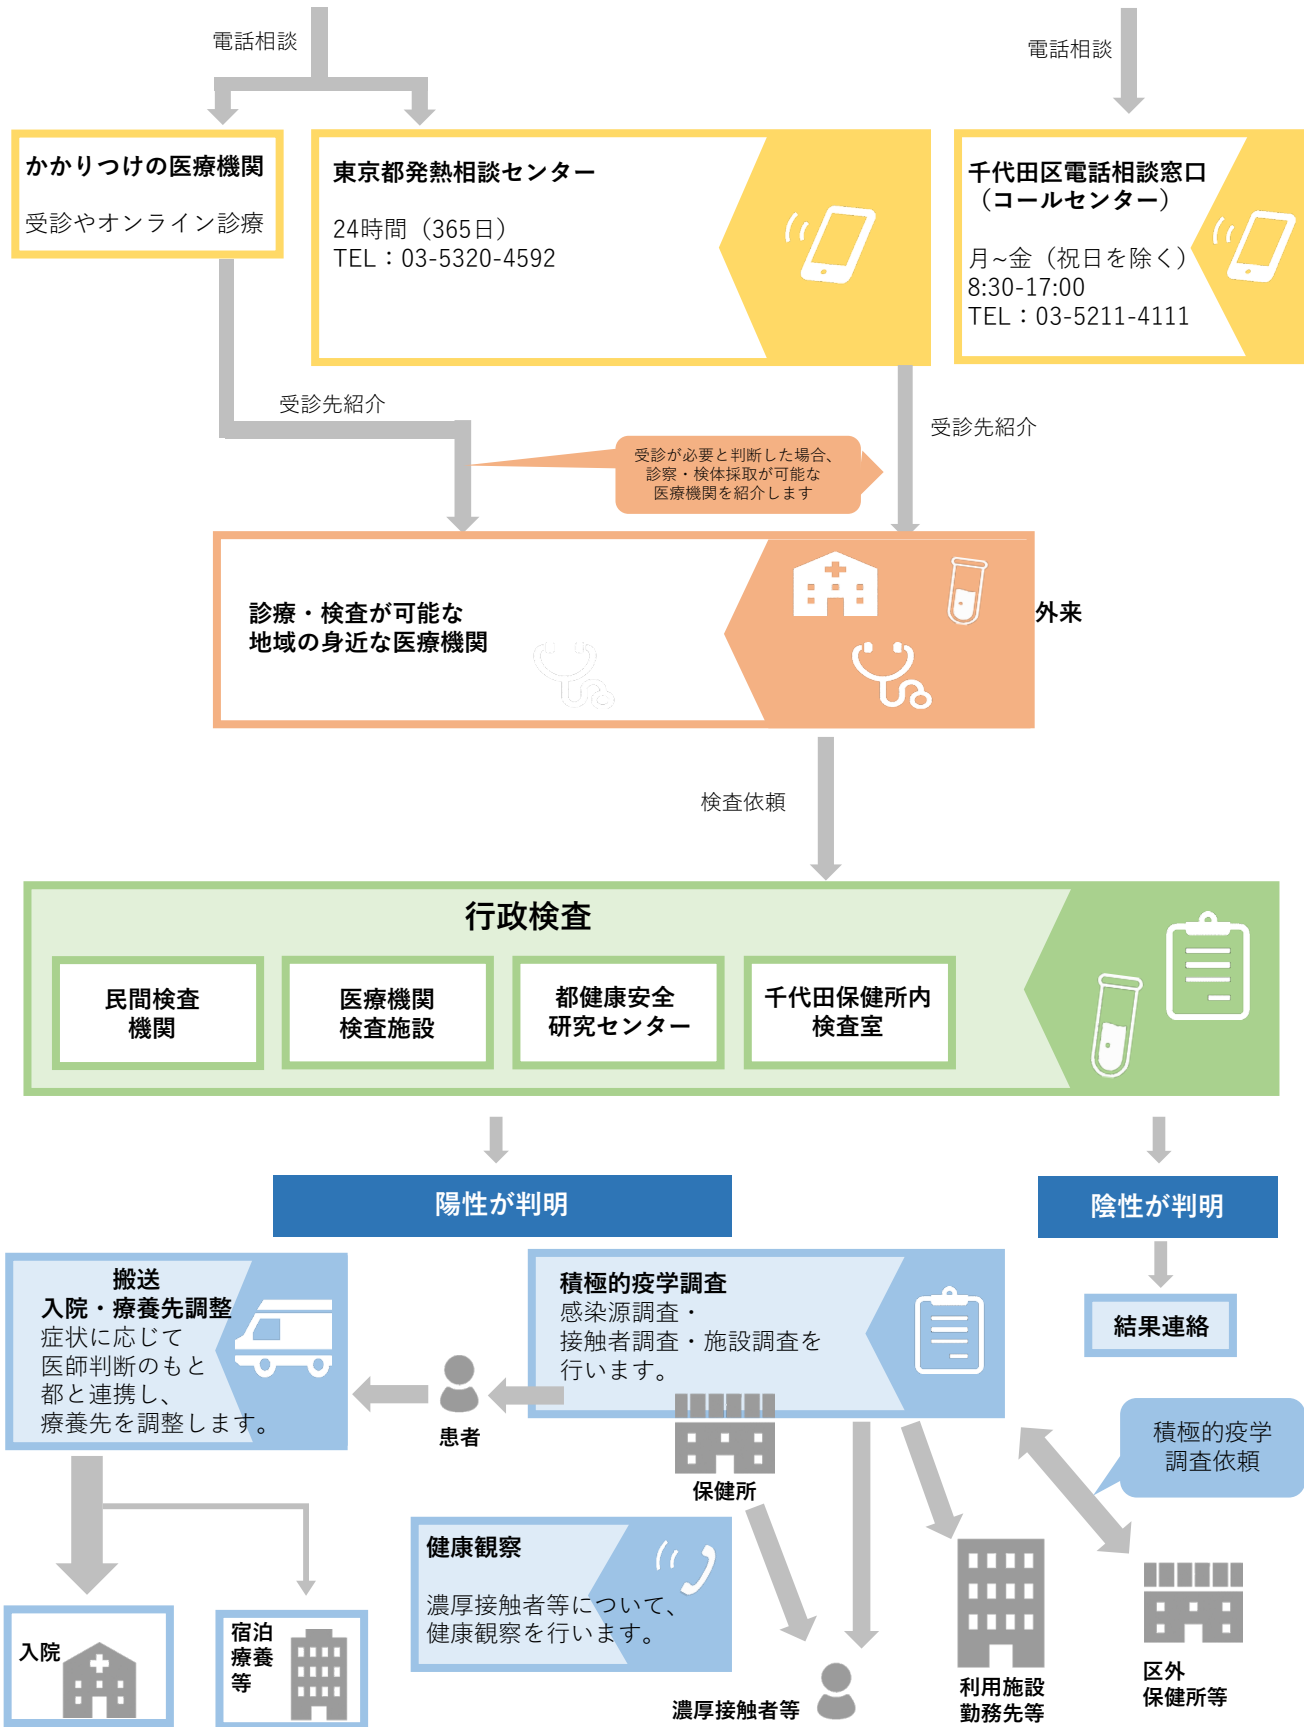 電話相談
電話相談
かかりつけの医療機関
受診やオンライン診療
東京都発熱相談センター
24時間（365日）
TEL：03-5320-4592
千代田区電話相談窓口
（コールセンター）
月~金（祝日を除く）
8:30-17:00
TEL：03-5211-4111
受診先紹介
受診先紹介
受診が必要と判断した場合、
診察・検体採取が可能な
医療機関を紹介します
診療・検査が可能な
地域の身近な医療機関
外来
検査依頼
行政検査
民間検査
機関
医療機関
検査施設
都健康安全
研究センター
千代田保健所内
検査室
陽性が判明
陰性が判明
搬送
入院・療養先調整
症状に応じて
医師判断のもと
都と連携し、
療養先を調整します。
積極的疫学調査
感染源調査・
接触者調査・施設調査を
行います。
結果連絡
患者
保健所
積極的疫学
調査依頼
健康観察
濃厚接触者等について、
健康観察を行います。
入院
宿泊
療養
等
濃厚接触者等
利用施設
勤務先等
区外
保健所等